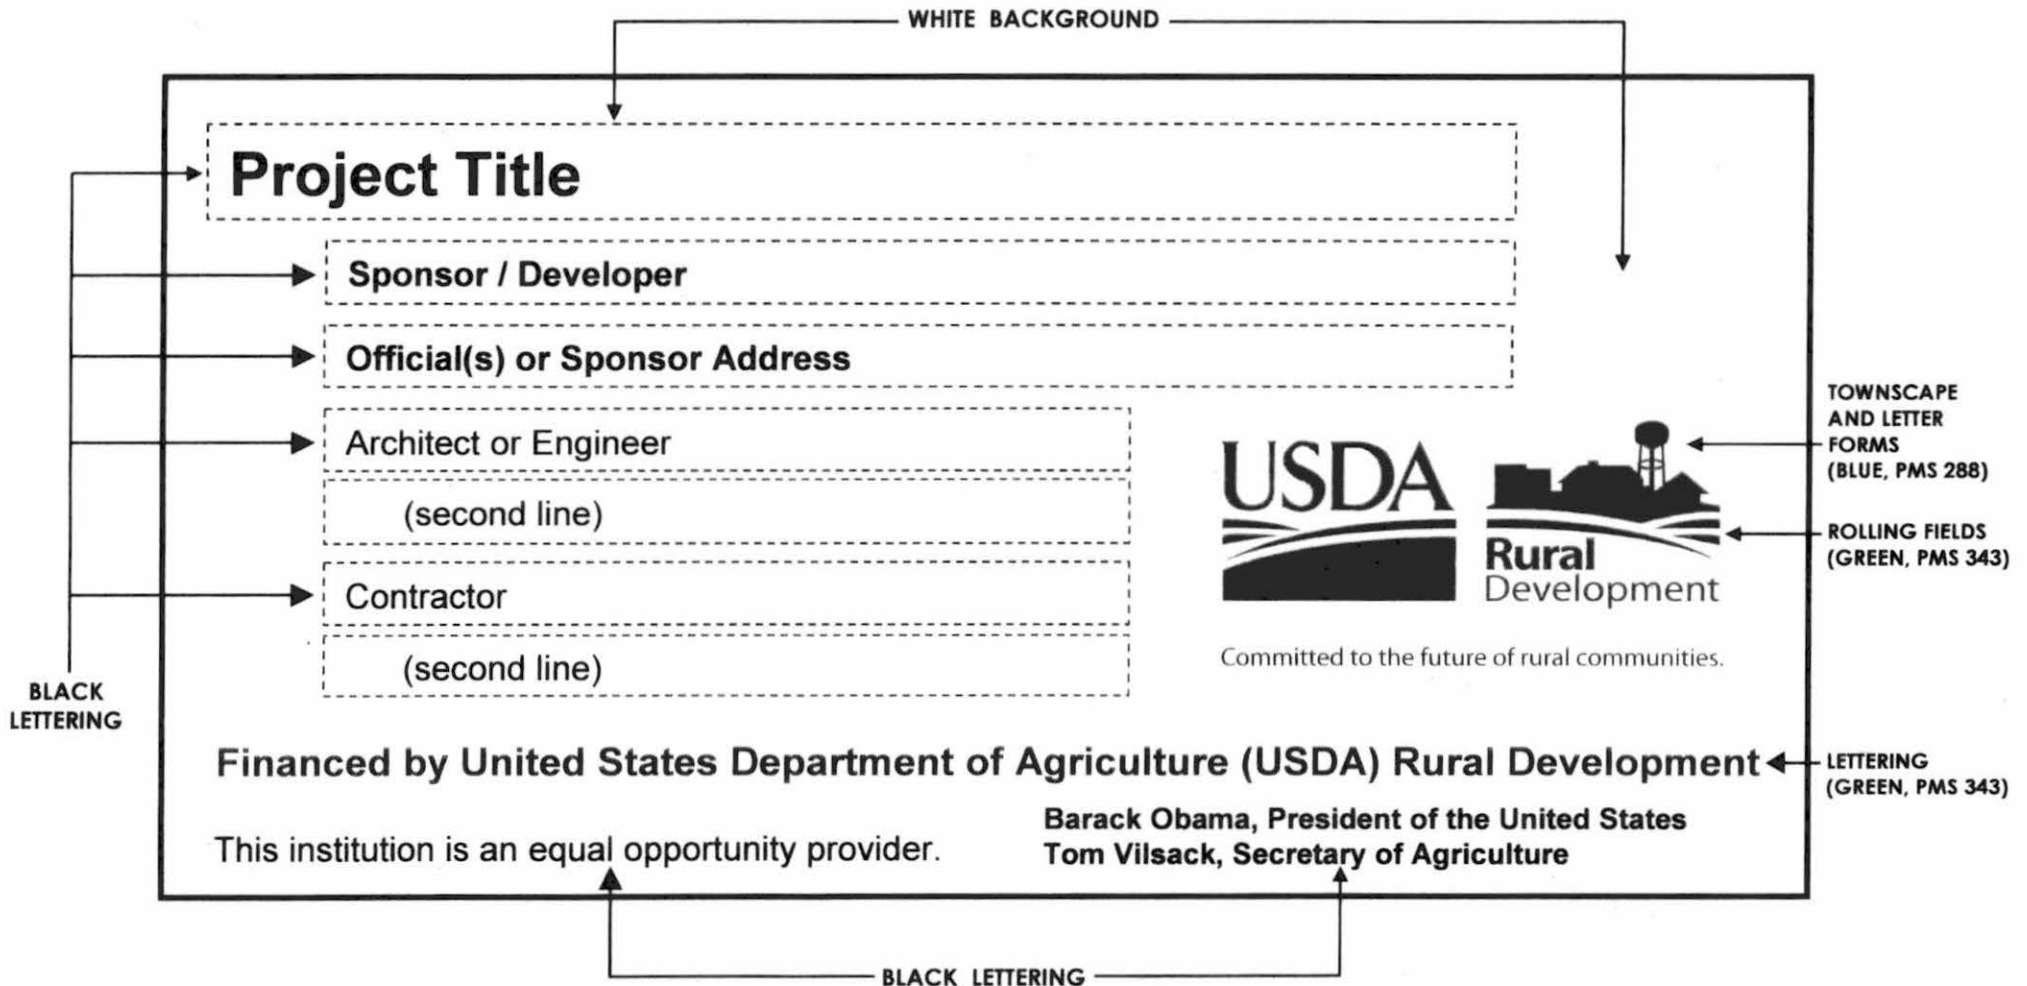 WHITE BACKGROUND
Project Title
Sponsor / Developer
Official(s) or Sponsor Address
Architect or Engineer
(second line)
Contractor
(second line)
BLACK
LETTERING
USDA
Rural
Development
Committed to the future of rural communities.
TOWNSCAPE
AND LETTER
FORMS
(BLUE, PMS 288)
ROLLING FIELDS
(GREEN, PMS 343)
Financed by United States Department of Agriculture (USDA) Rural Development
LETTERING
(GREEN, PMS 343)
This institution is an equal opportunity provider.
Barack Obama, President of the United States
Tom Vilsack, Secretary of Agriculture
BLACK LETTERING